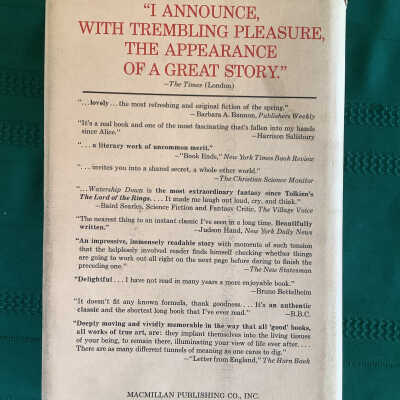 “I ANNOUNCE,
WITH TREMBLING PLEASURE,
THE APPEARANCE
OF A GREAT STORY.”
—The Times (London)
“...lovely...the most refreshing and original fiction of the spring.”
—Barbara A. Bannon, Publishers Weekly
“It's a real book and one of the most fascinating that's fallen into my hands
since Alice.”
—Harrison Salisbury
“...a literary work of uncommon merit.”
—“Book Ends,” New York Times Book Review
“...invites you into a shared secret, a whole other world.”
—The Christian Science Monitor
“...Watership Down is the most extraordinary fantasy since Tolkien's
The Lord of the Rings.... It made me laugh out loud, cry, and think.”
—Baird Searles, Science Fiction and Fantasy Critic, The Village Voice
“The nearest thing to an instant classic I've seen in a long time. Beautifully
written.”
—Judson Hand, New York Daily News
“An impressive, immensely readable story with moments of such tension
that the helplessly involved reader finds himself checking whether things
are going to work out all right on the next page before daring to finish the
preceding one.”
—The New Statesman
“Delightful...I have not read in many years a more enjoyable book.”
—Bruno Bettelheim
“It doesn't fit any known formula, thank goodness.... It's an authentic
classic and the shortest long book that I've ever read.”
—B.B.C.
“Deeply moving and vividly memorable in the way that all ‘good’ books,
all works of true art, are: they implant themselves into the living tissues
of your being, to remain there, illuminating your view of life ever after....
There are as many different tunnels of meaning as one cares to dig.”
—“Letter from England,” The Horn Book
MACMILLAN PUBLISHING CO., INC.